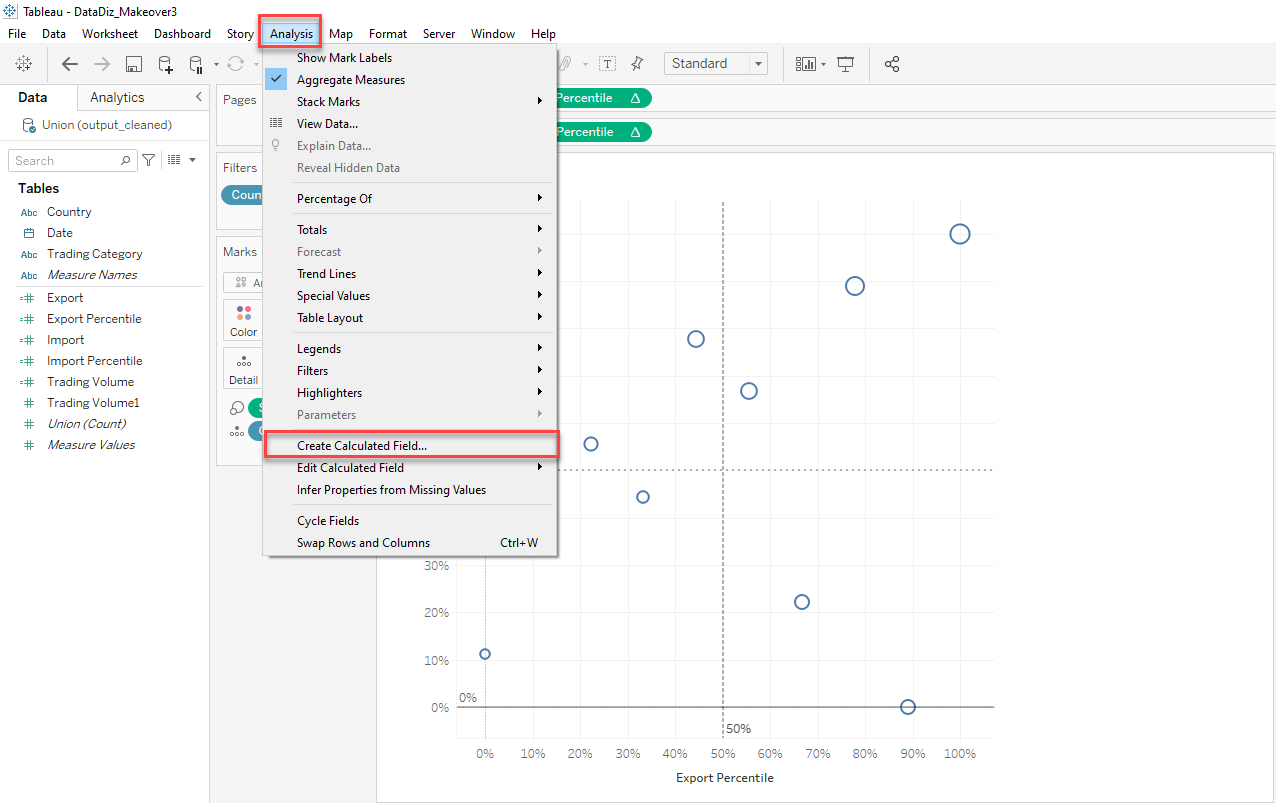 Tableau - DataDiz_Makeover3
File Data Worksheet Dashboard Story Analysis Map Format Server Window Help
Standard
Data Analytics
Union (output_cleaned)
Search
Tables
Abc Country
Date
Abc Trading Category
Abc Measure Names
Export
Export Percentile
Import
Import Percentile
Trading Volume
Trading Volume1
Union (Count)
Measure Values
Pages
Filters
Coun
Marks
Au
Color
Detail
Show Mark Labels
Aggregate Measures
Stack Marks
View Data...
Explain Data...
Reveal Hidden Data
Percentage Of
Totals
Forecast
Trend Lines
Special Values
Table Layout
Legends
Filters
Highlighters
Parameters
Create Calculated Field...
Edit Calculated Field
Infer Properties from Missing Values
Cycle Fields
Swap Rows and Columns Ctrl+W
Percentile Δ
Percentile Δ
30%
20%
10%
0%
0%
50%
0% 10% 20% 30% 40% 50% 60% 70% 80% 90% 100%
Export Percentile